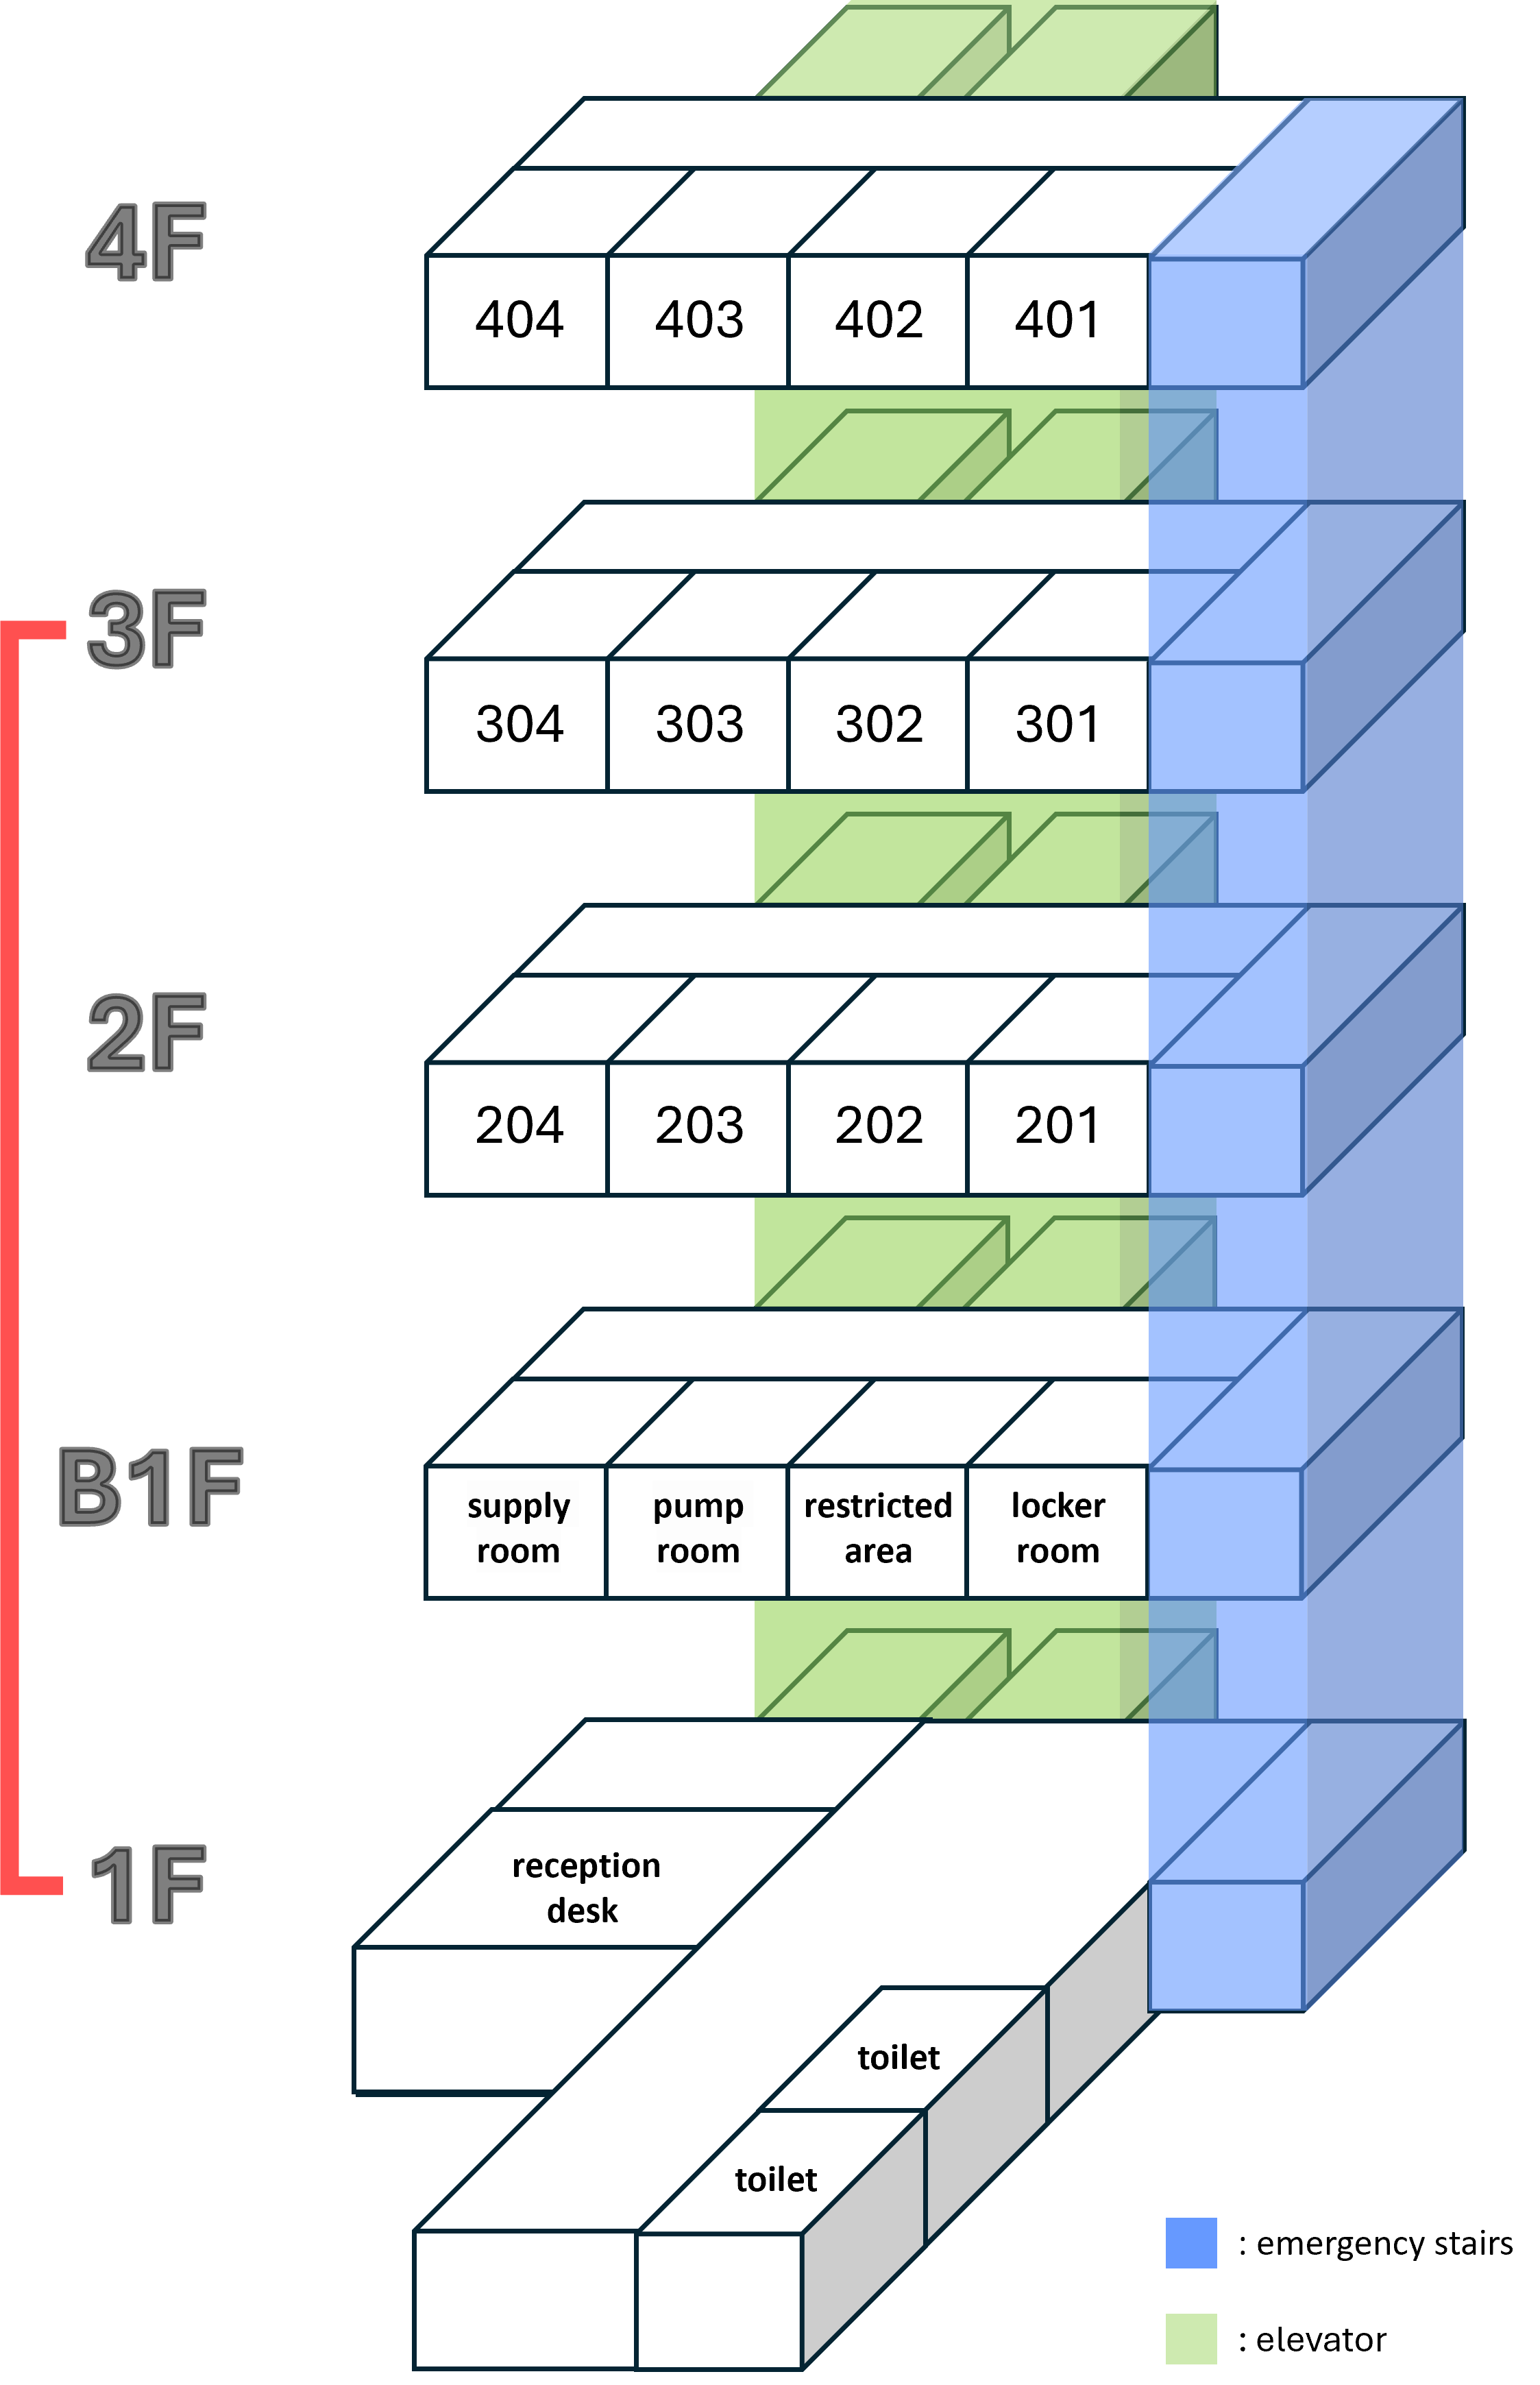 4F
404 403 402 401
3F
304 303 302 301
2F
204 203 202 201
B1F
supply
room
pump
room
restricted
area
locker
room
1F
reception
desk
toilet
toilet
: emergency stairs
: elevator